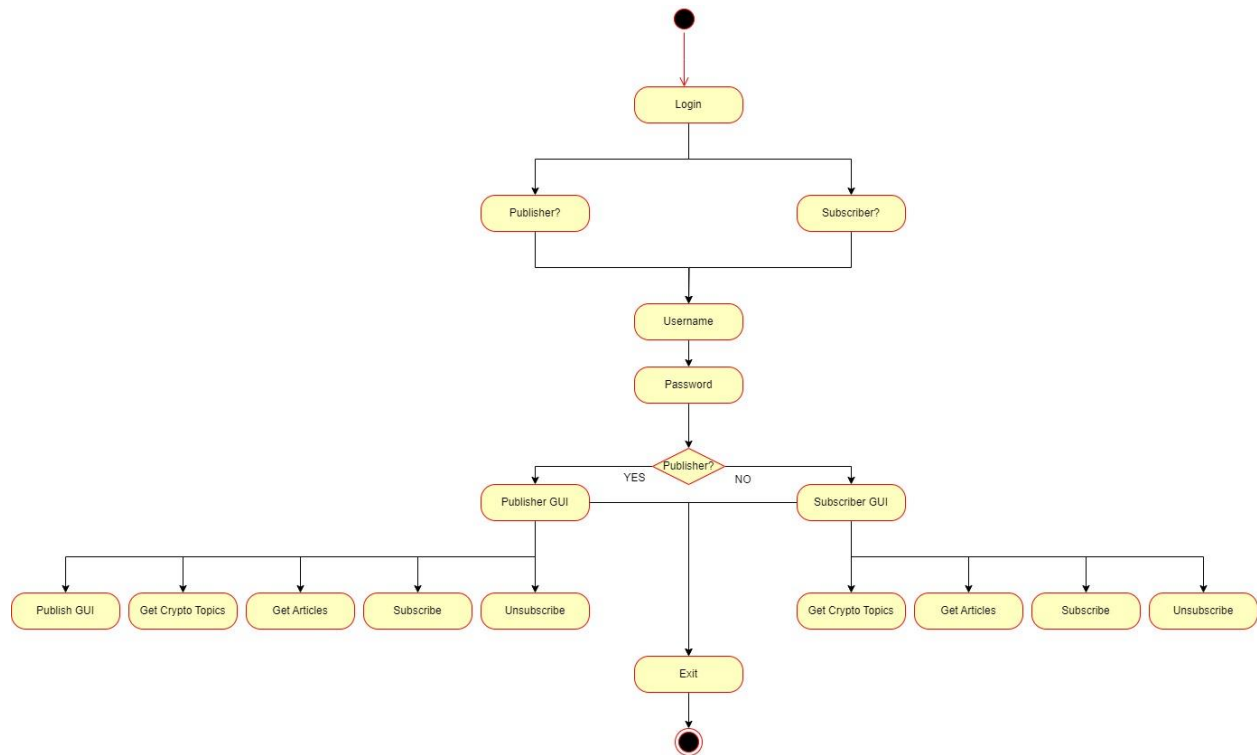 Login
Publisher?
Subscriber?
Username
Password
Publisher?
YES
NO
Publisher GUI
Subscriber GUI
Publish GUI
Get Crypto Topics
Get Articles
Subscribe
Unsubscribe
Get Crypto Topics
Get Articles
Subscribe
Unsubscribe
Exit